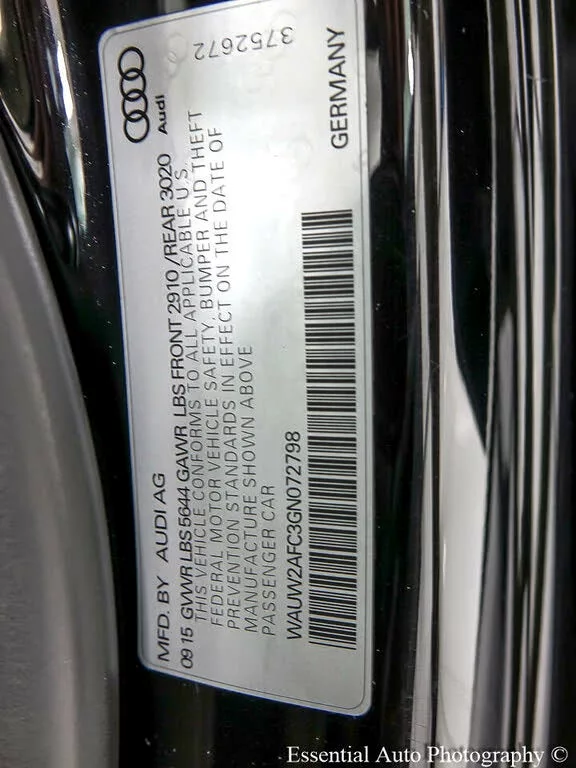 Audi
3752672
MFD. BY AUDI AG
09 15 GVWR LBS 5644 GAWR LBS FRONT 2910 /REAR 3020
THIS VEHICLE CONFORMS TO ALL APPLICABLE U.S.
FEDERAL MOTOR VEHICLE SAFETY, BUMPER AND THEFT
PREVENTION STANDARDS IN EFFECT ON THE DATE OF
MANUFACTURE SHOWN ABOVE
PASSENGER CAR
WAUW2AFC3GN072798
GERMANY
Essential Auto Photography ©